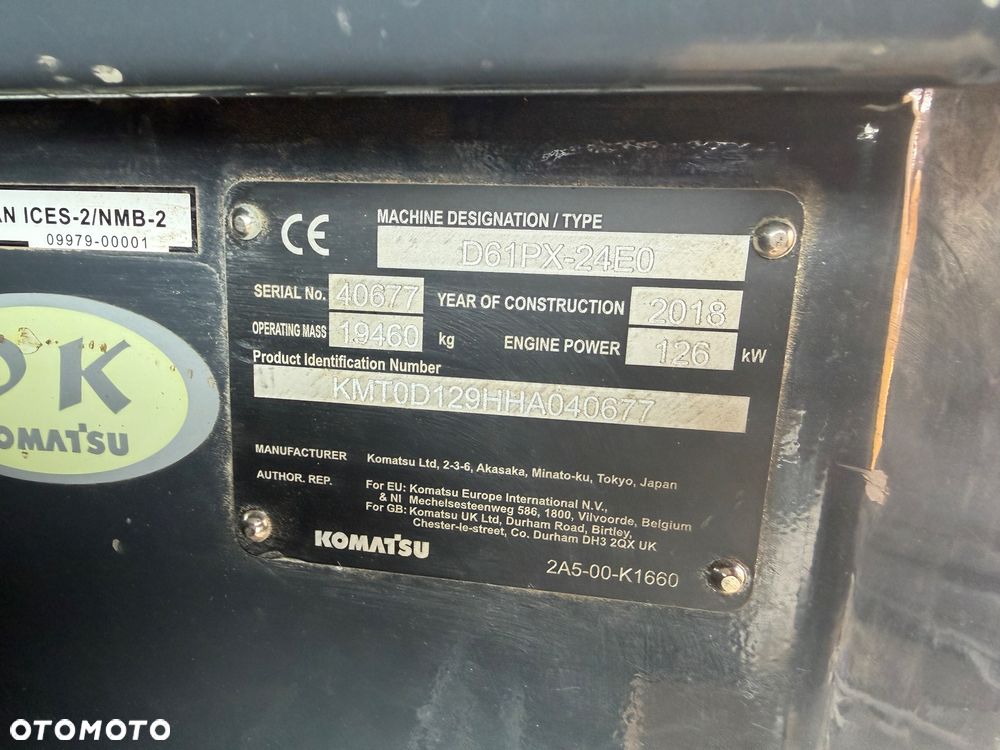 AN ICES-2/NMB-2
09979-00001
OK
KOMATSU
CE
MACHINE DESIGNATION / TYPE
D61PX-24E0
SERIAL No. 40677 YEAR OF CONSTRUCTION 2018
OPERATING MASS 19460 kg ENGINE POWER 126 kW
Product Identification Number
KMT0D129HHA040677
MANUFACTURER Komatsu Ltd, 2-3-6, Akasaka, Minato-ku, Tokyo, Japan
AUTHOR. REP. For EU: Komatsu Europe International N.V.,
& NI Mechelsesteenweg 586, 1800, Vilvoorde, Belgium
For GB: Komatsu UK Ltd, Durham Road, Birtley,
Chester-le-street, Co. Durham DH3 2QX UK
KOMATSU
2A5-00-K1660
OTOMOTO